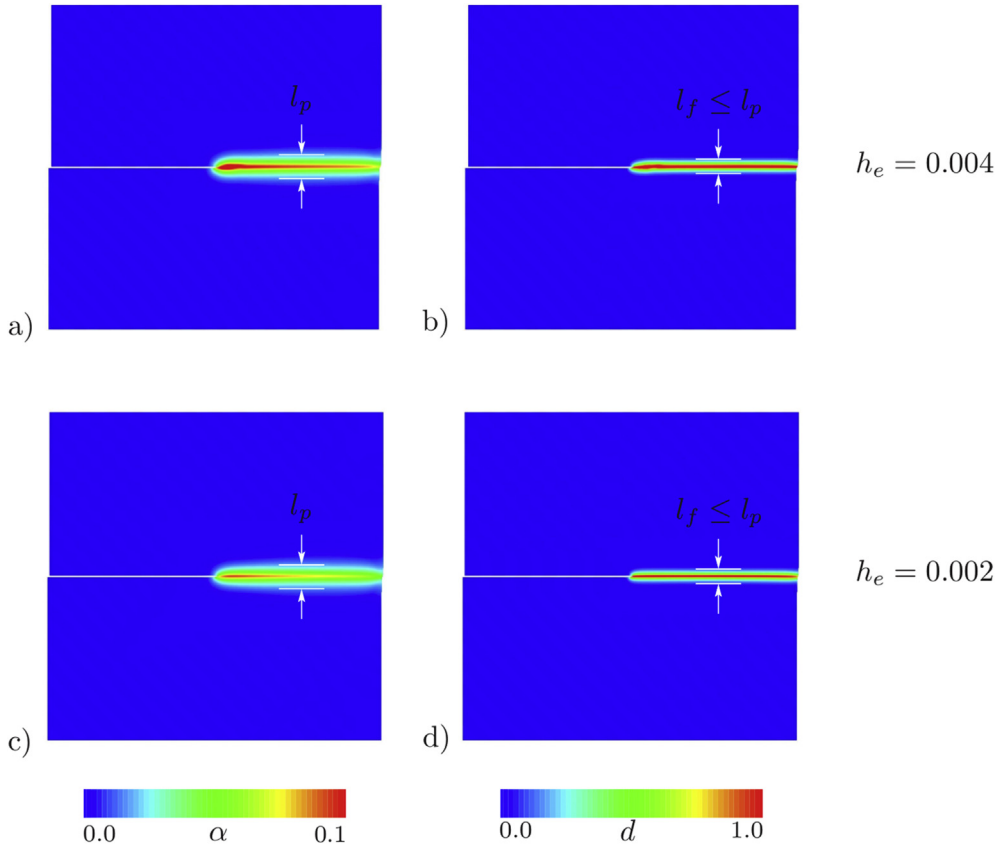 l_p
l_f ≤ l_p
h_e = 0.004
a)
b)
l_p
l_f ≤ l_p
h_e = 0.002
c)
d)
0.0 α 0.1
0.0 d 1.0